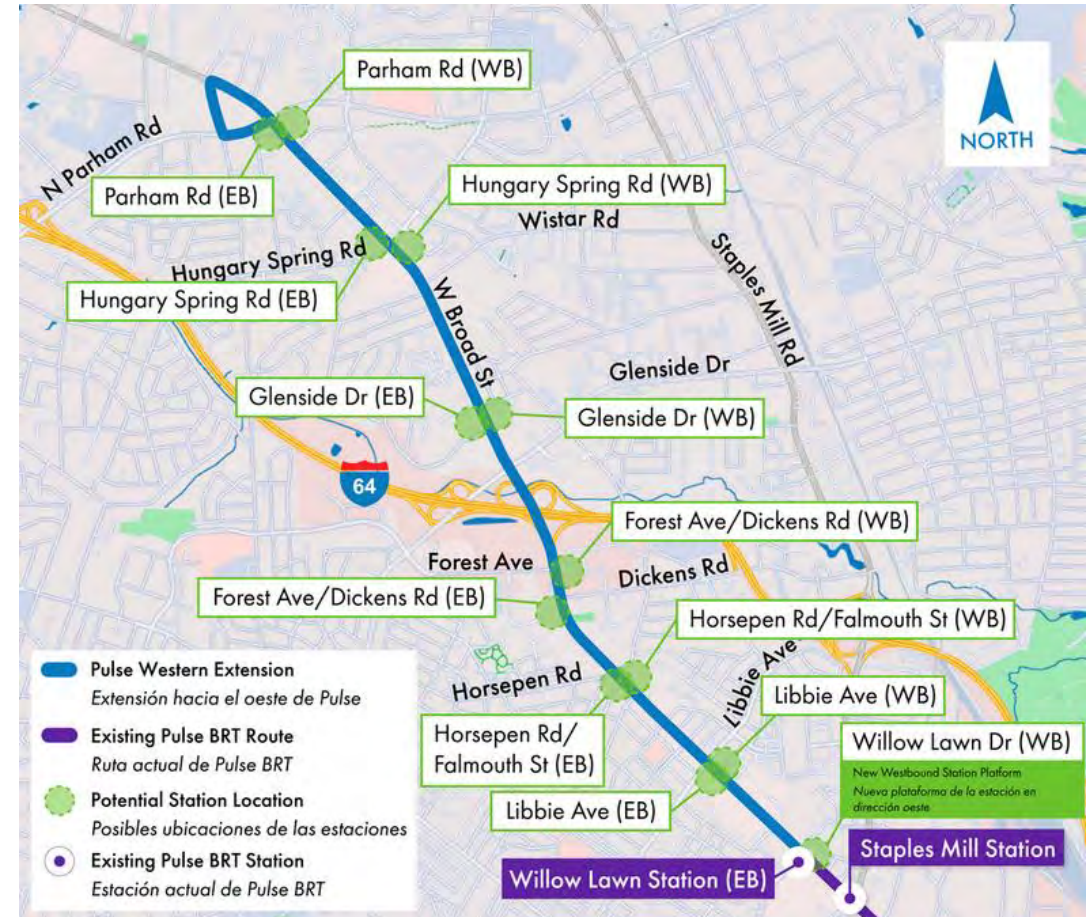 Parham Rd (WB)
NORTH
N Parham Rd
Parham Rd (EB)
Hungary Spring Rd (WB)
Wistar Rd
Hungary Spring Rd
Hungary Spring Rd (EB)
Staples Mill Rd
W Broad St
Glenside Dr
Glenside Dr (EB)
Glenside Dr (WB)
64
Forest Ave/Dickens Rd (WB)
Forest Ave
Dickens Rd
Forest Ave/Dickens Rd (EB)
Horsepen Rd/Falmouth St (WB)
Horsepen Rd
Libbie Ave
Libbie Ave (WB)
Horsepen Rd/
Falmouth St (EB)
Willow Lawn Dr (WB)
New Westbound Station Platform
Nueva plataforma de la estación en
dirección oeste
Libbie Ave (EB)
Staples Mill Station
Willow Lawn Station (EB)
Pulse Western Extension
Extensión hacia el oeste de Pulse
Existing Pulse BRT Route
Ruta actual de Pulse BRT
Potential Station Location
Posibles ubicaciones de las estaciones
Existing Pulse BRT Station
Estación actual de Pulse BRT